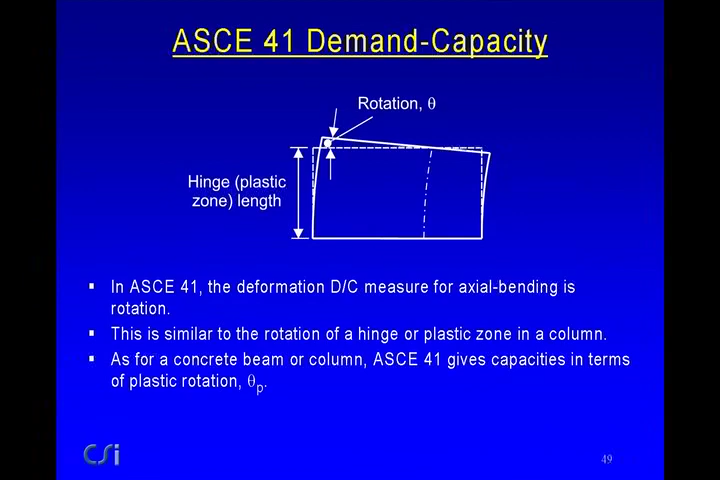 ASCE 41 Demand-Capacity
Rotation, θ
Hinge (plastic
zone) length
▪ In ASCE 41, the deformation D/C measure for axial-bending is
rotation.
▪ This is similar to the rotation of a hinge or plastic zone in a column.
▪ As for a concrete beam or column, ASCE 41 gives capacities in terms
of plastic rotation, θp.
CSi
49